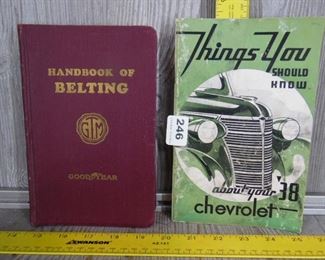 HANDBOOK OF
BELTING
GTM
GOODYEAR
Things You
SHOULD
KNOW
246
about your '38
chevrolet
SWANSON